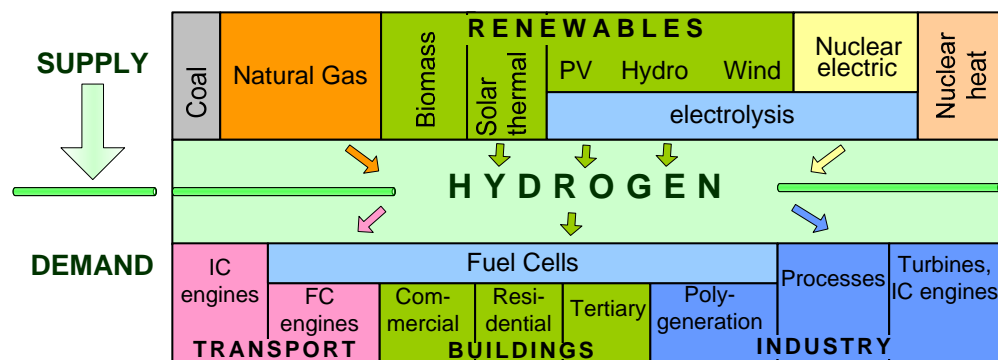 RENEWABLES
SUPPLY
Coal
Natural Gas
Biomass
Solar
thermal
PV Hydro Wind
Nuclear
electric
Nuclear
heat
electrolysis
HYDROGEN
DEMAND
IC
engines
Fuel Cells
Processes
Turbines,
IC engines
FC
engines
Com-
mercial
Resi-
dential
Tertiary
Poly-
generation
TRANSPORT
BUILDINGS
INDUSTRY